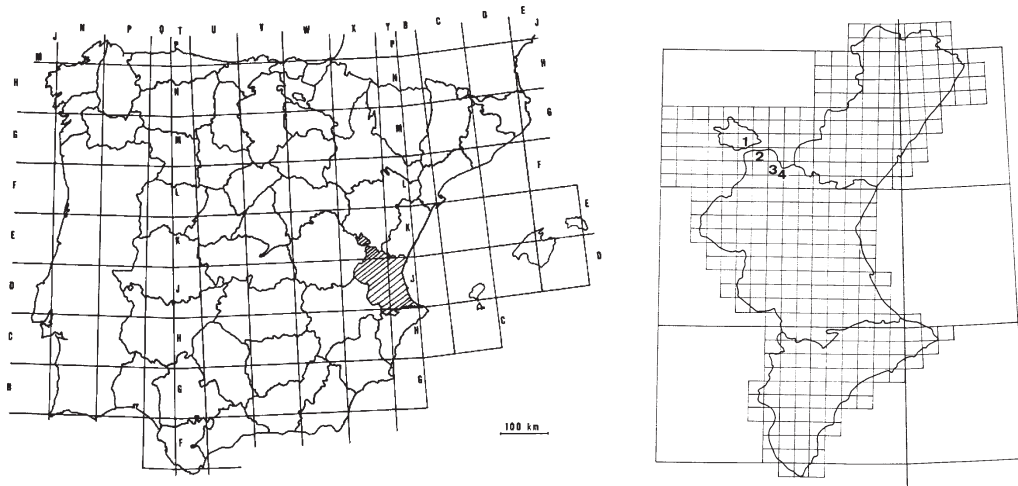 J N P Q T U V W X Y B C D E J
M P P N H
H N
G M M G
F L L F
E K K E
D J J D
C H H C
B G G
F
100 km
1
2
3 4